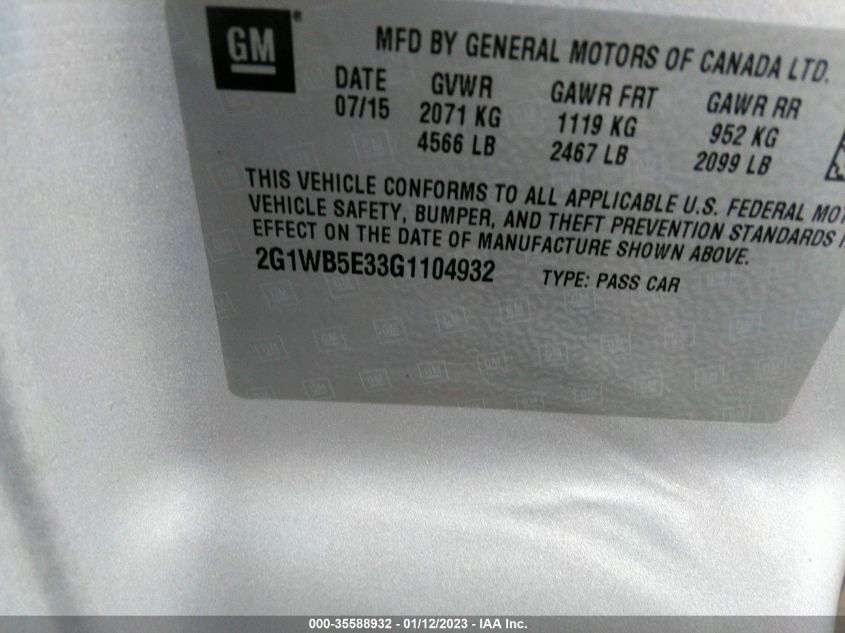 GM®
MFD BY GENERAL MOTORS OF CANADA LTD.
DATE GVWR GAWR FRT GAWR RR
07/15 2071 KG 1119 KG 952 KG
4566 LB 2467 LB 2099 LB
THIS VEHICLE CONFORMS TO ALL APPLICABLE U.S. FEDERAL
VEHICLE SAFETY, BUMPER, AND THEFT PREVENTION STANDARDS
EFFECT ON THE DATE OF MANUFACTURE SHOWN ABOVE.
2G1WB5E33G1104932 TYPE: PASS CAR
000-35588932 - 01/12/2023 - IAA Inc.